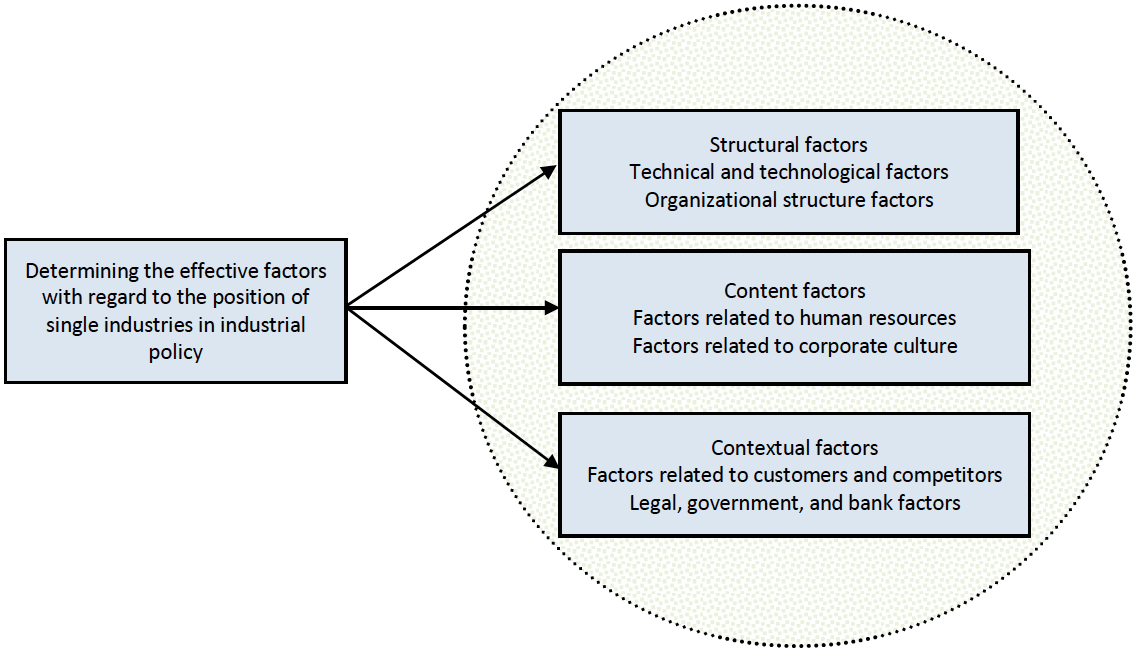 Determining the effective factors
with regard to the position of
single industries in industrial
policy
Structural factors
Technical and technological factors
Organizational structure factors
Content factors
Factors related to human resources
Factors related to corporate culture
Contextual factors
Factors related to customers and competitors
Legal, government, and bank factors